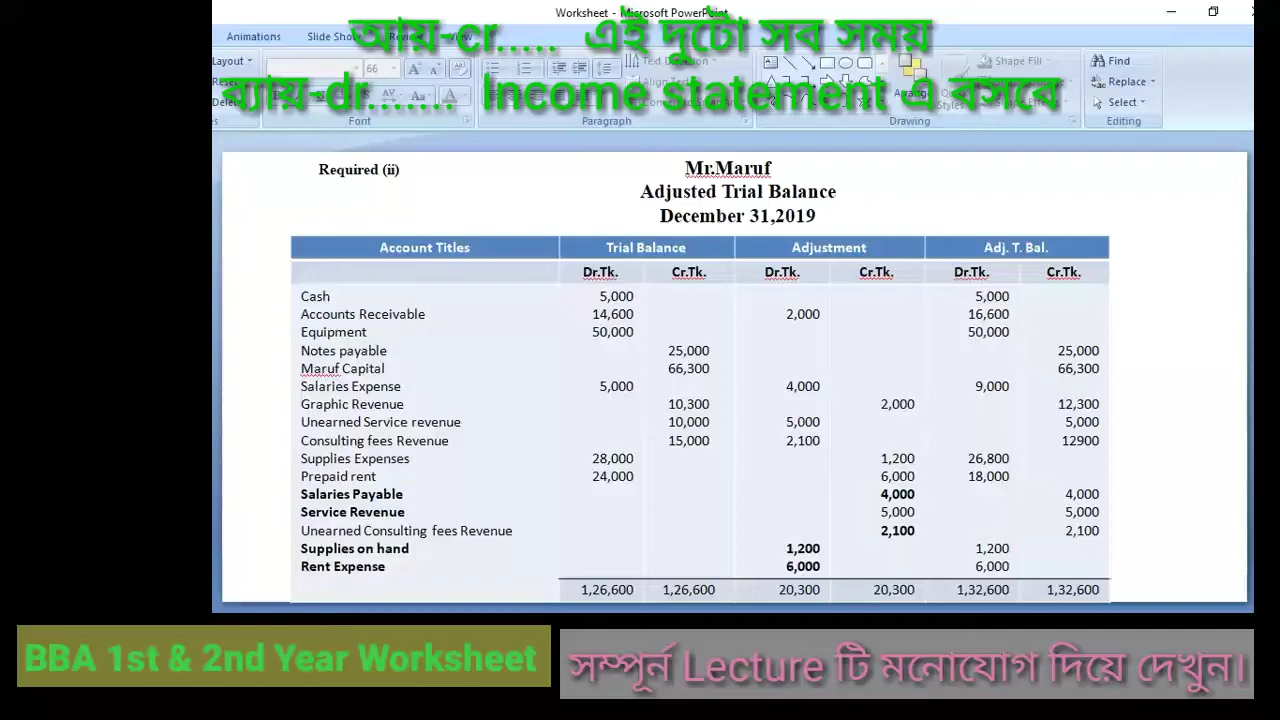 Worksheet - Microsoft PowerPoint
আয়-cr..... এই দুটো সব সময়
ব্যায়-dr....... Income statement এ বসবে
Animations Slide Show View
Layout 66 Text Direction Shape Fill Find
Replace
Arrange Select
Font Paragraph Drawing Editing
Required (ii) Mr.Maruf
Adjusted Trial Balance
December 31,2019
Account Titles Trial Balance Adjustment Adj. T. Bal.
Dr.Tk. Cr.Tk. Dr.Tk. Cr.Tk. Dr.Tk. Cr.Tk.
Cash 5,000 5,000
Accounts Receivable 14,600 2,000 16,600
Equipment 50,000 50,000
Notes payable 25,000 25,000
Maruf Capital 66,300 66,300
Salaries Expense 5,000 4,000 9,000
Graphic Revenue 10,300 2,000 12,300
Unearned Service revenue 10,000 5,000 5,000
Consulting fees Revenue 15,000 2,100 12900
Supplies Expenses 28,000 1,200 26,800
Prepaid rent 24,000 6,000 18,000
Salaries Payable 4,000 4,000
Service Revenue 5,000 5,000
Unearned Consulting fees Revenue 2,100 2,100
Supplies on hand 1,200 1,200
Rent Expense 6,000 6,000
1,26,600 1,26,600 20,300 20,300 1,32,600 1,32,600
BBA 1st & 2nd Year Worksheet
সম্পূর্ন Lecture টি মনোযোগ দিয়ে দেখুন।